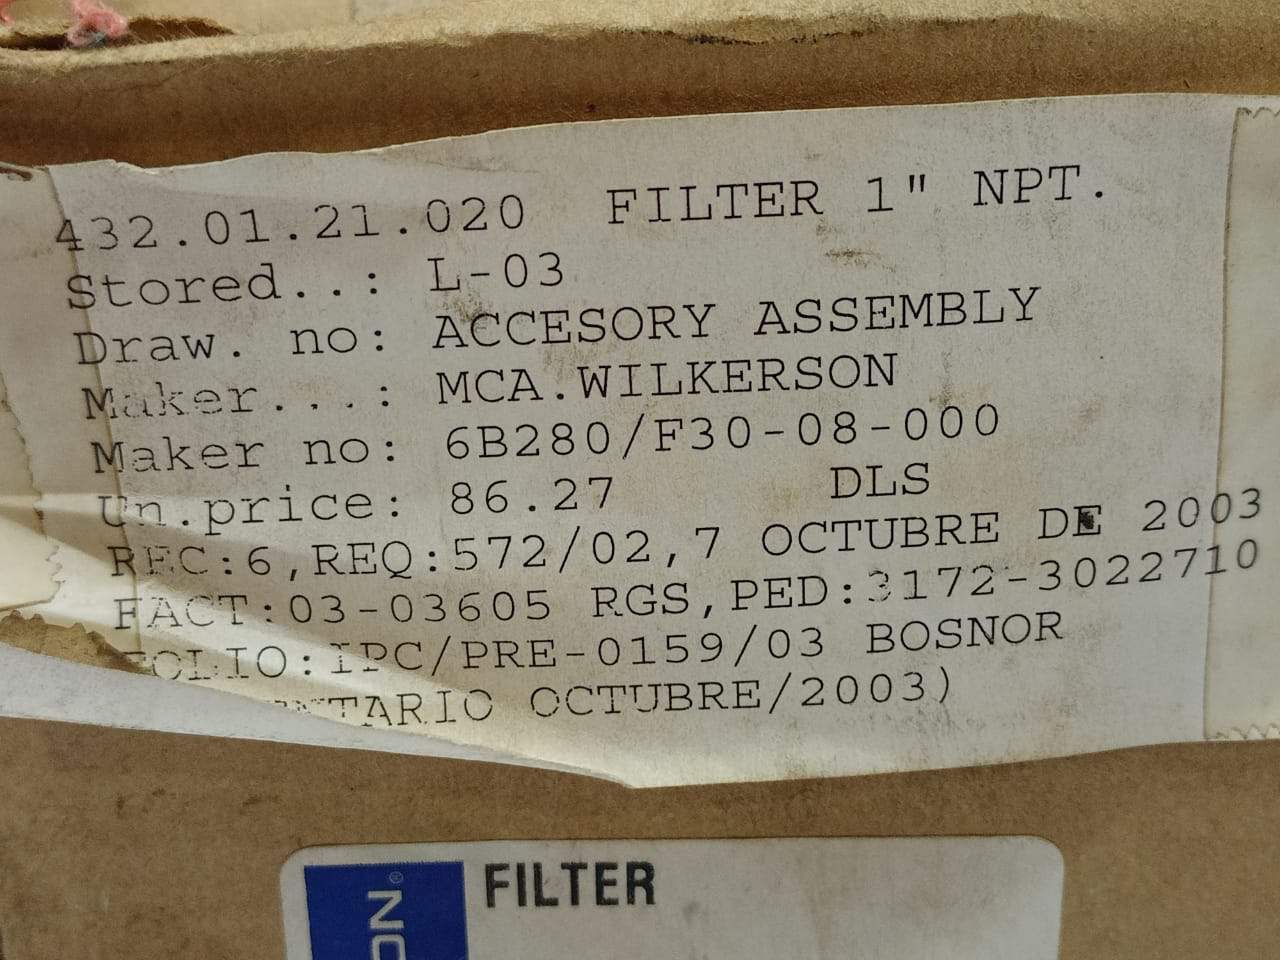 432.01.21.020 FILTER 1" NPT.
Stored..: L-03
Draw. no: ACCESORY ASSEMBLY
Maker...: MCA.WILKERSON
Maker no: 6B280/F30-08-000
Un.price: 86.27 DLS
REC:6,REQ:572/02,7 OCTUBRE DE 2003
FACT:03-03605 RGS,PED:3172-3022710
FOLIO:IPC/PRE-0159/03 BOSNOR
OCTUBRE/2003)
FILTER